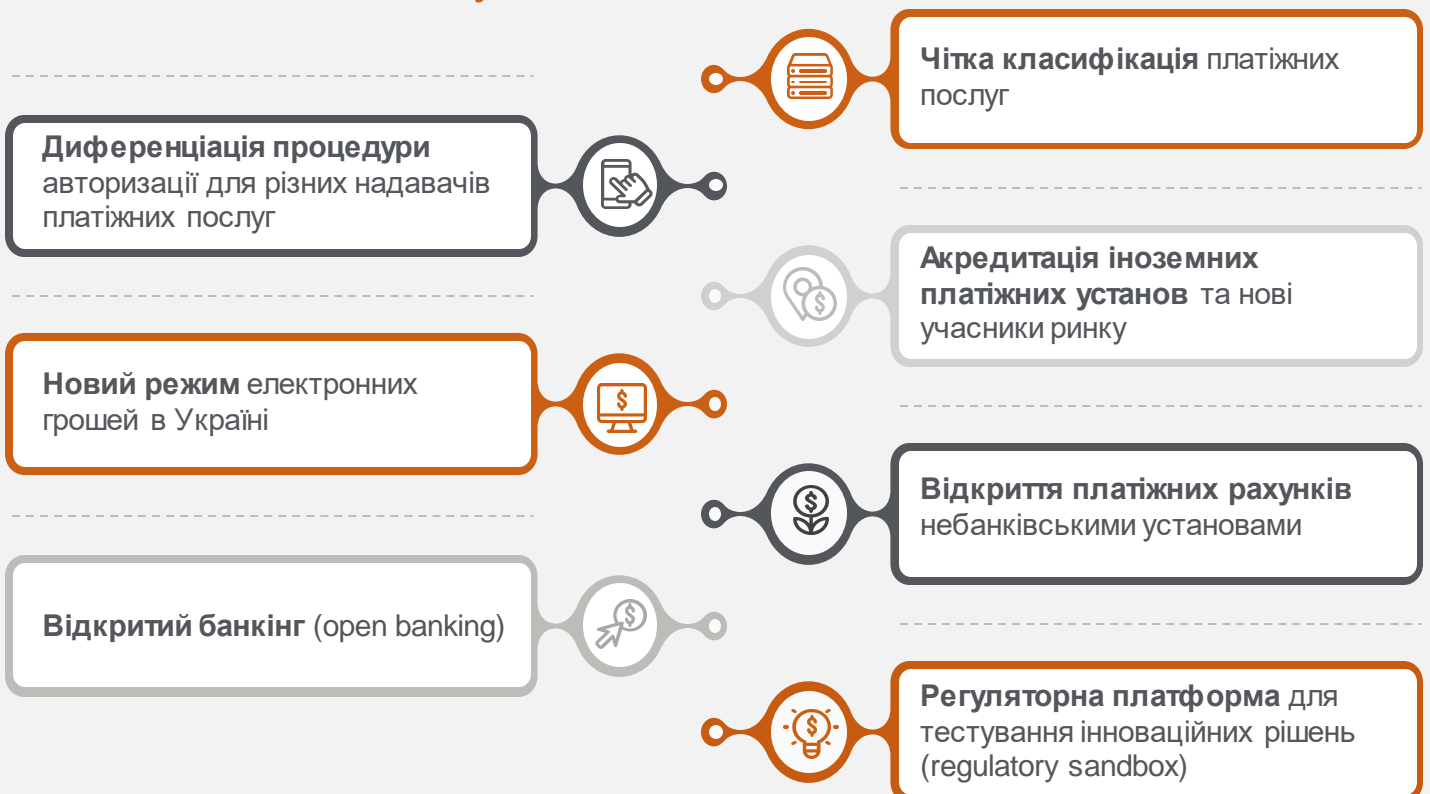 Чітка класифікація платіжних
послуг
Диференціація процедури
авторизації для різних надавачів
платіжних послуг
Акредитація іноземних
платіжних установ та нові
учасники ринку
Новий режим електронних
грошей в Україні
Відкриття платіжних рахунків
небанківськими установами
Відкритий банкінг (open banking)
Регуляторна платформа для
тестування інноваційних рішень
(regulatory sandbox)